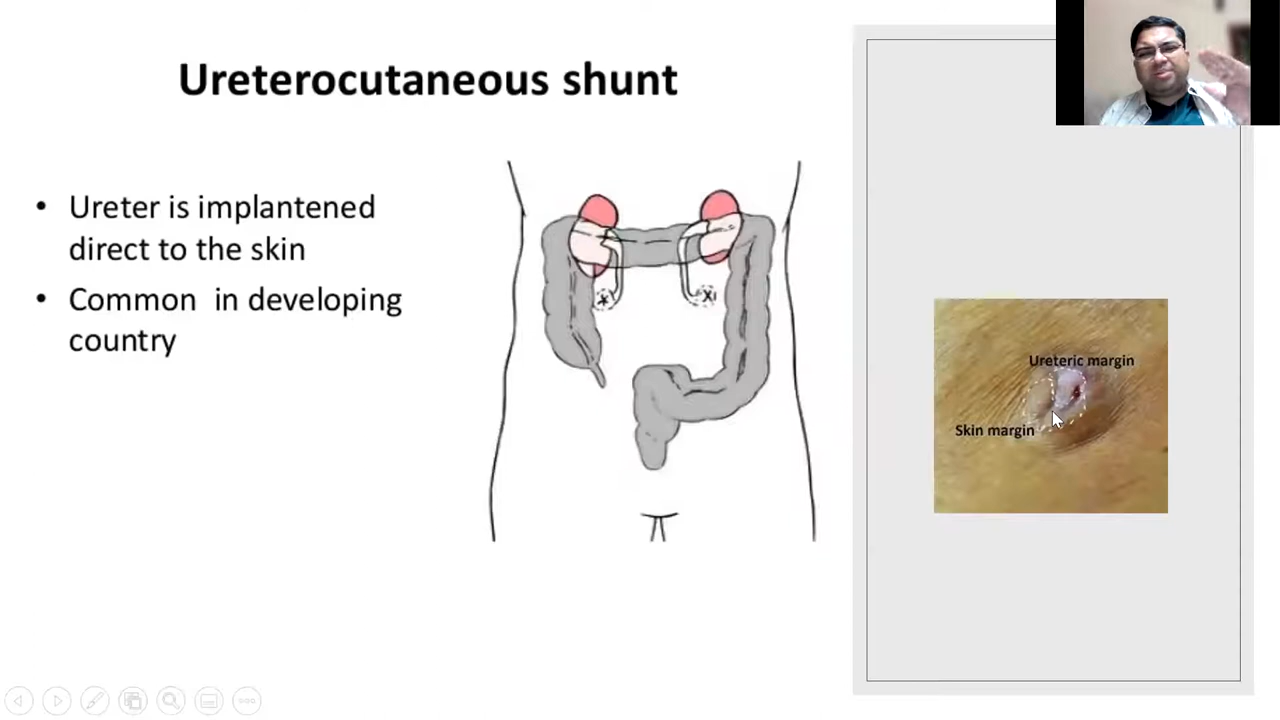 Ureterocutaneous shunt
• Ureter is implantened
direct to the skin
• Common in developing
country
Ureteric margin
Skin margin